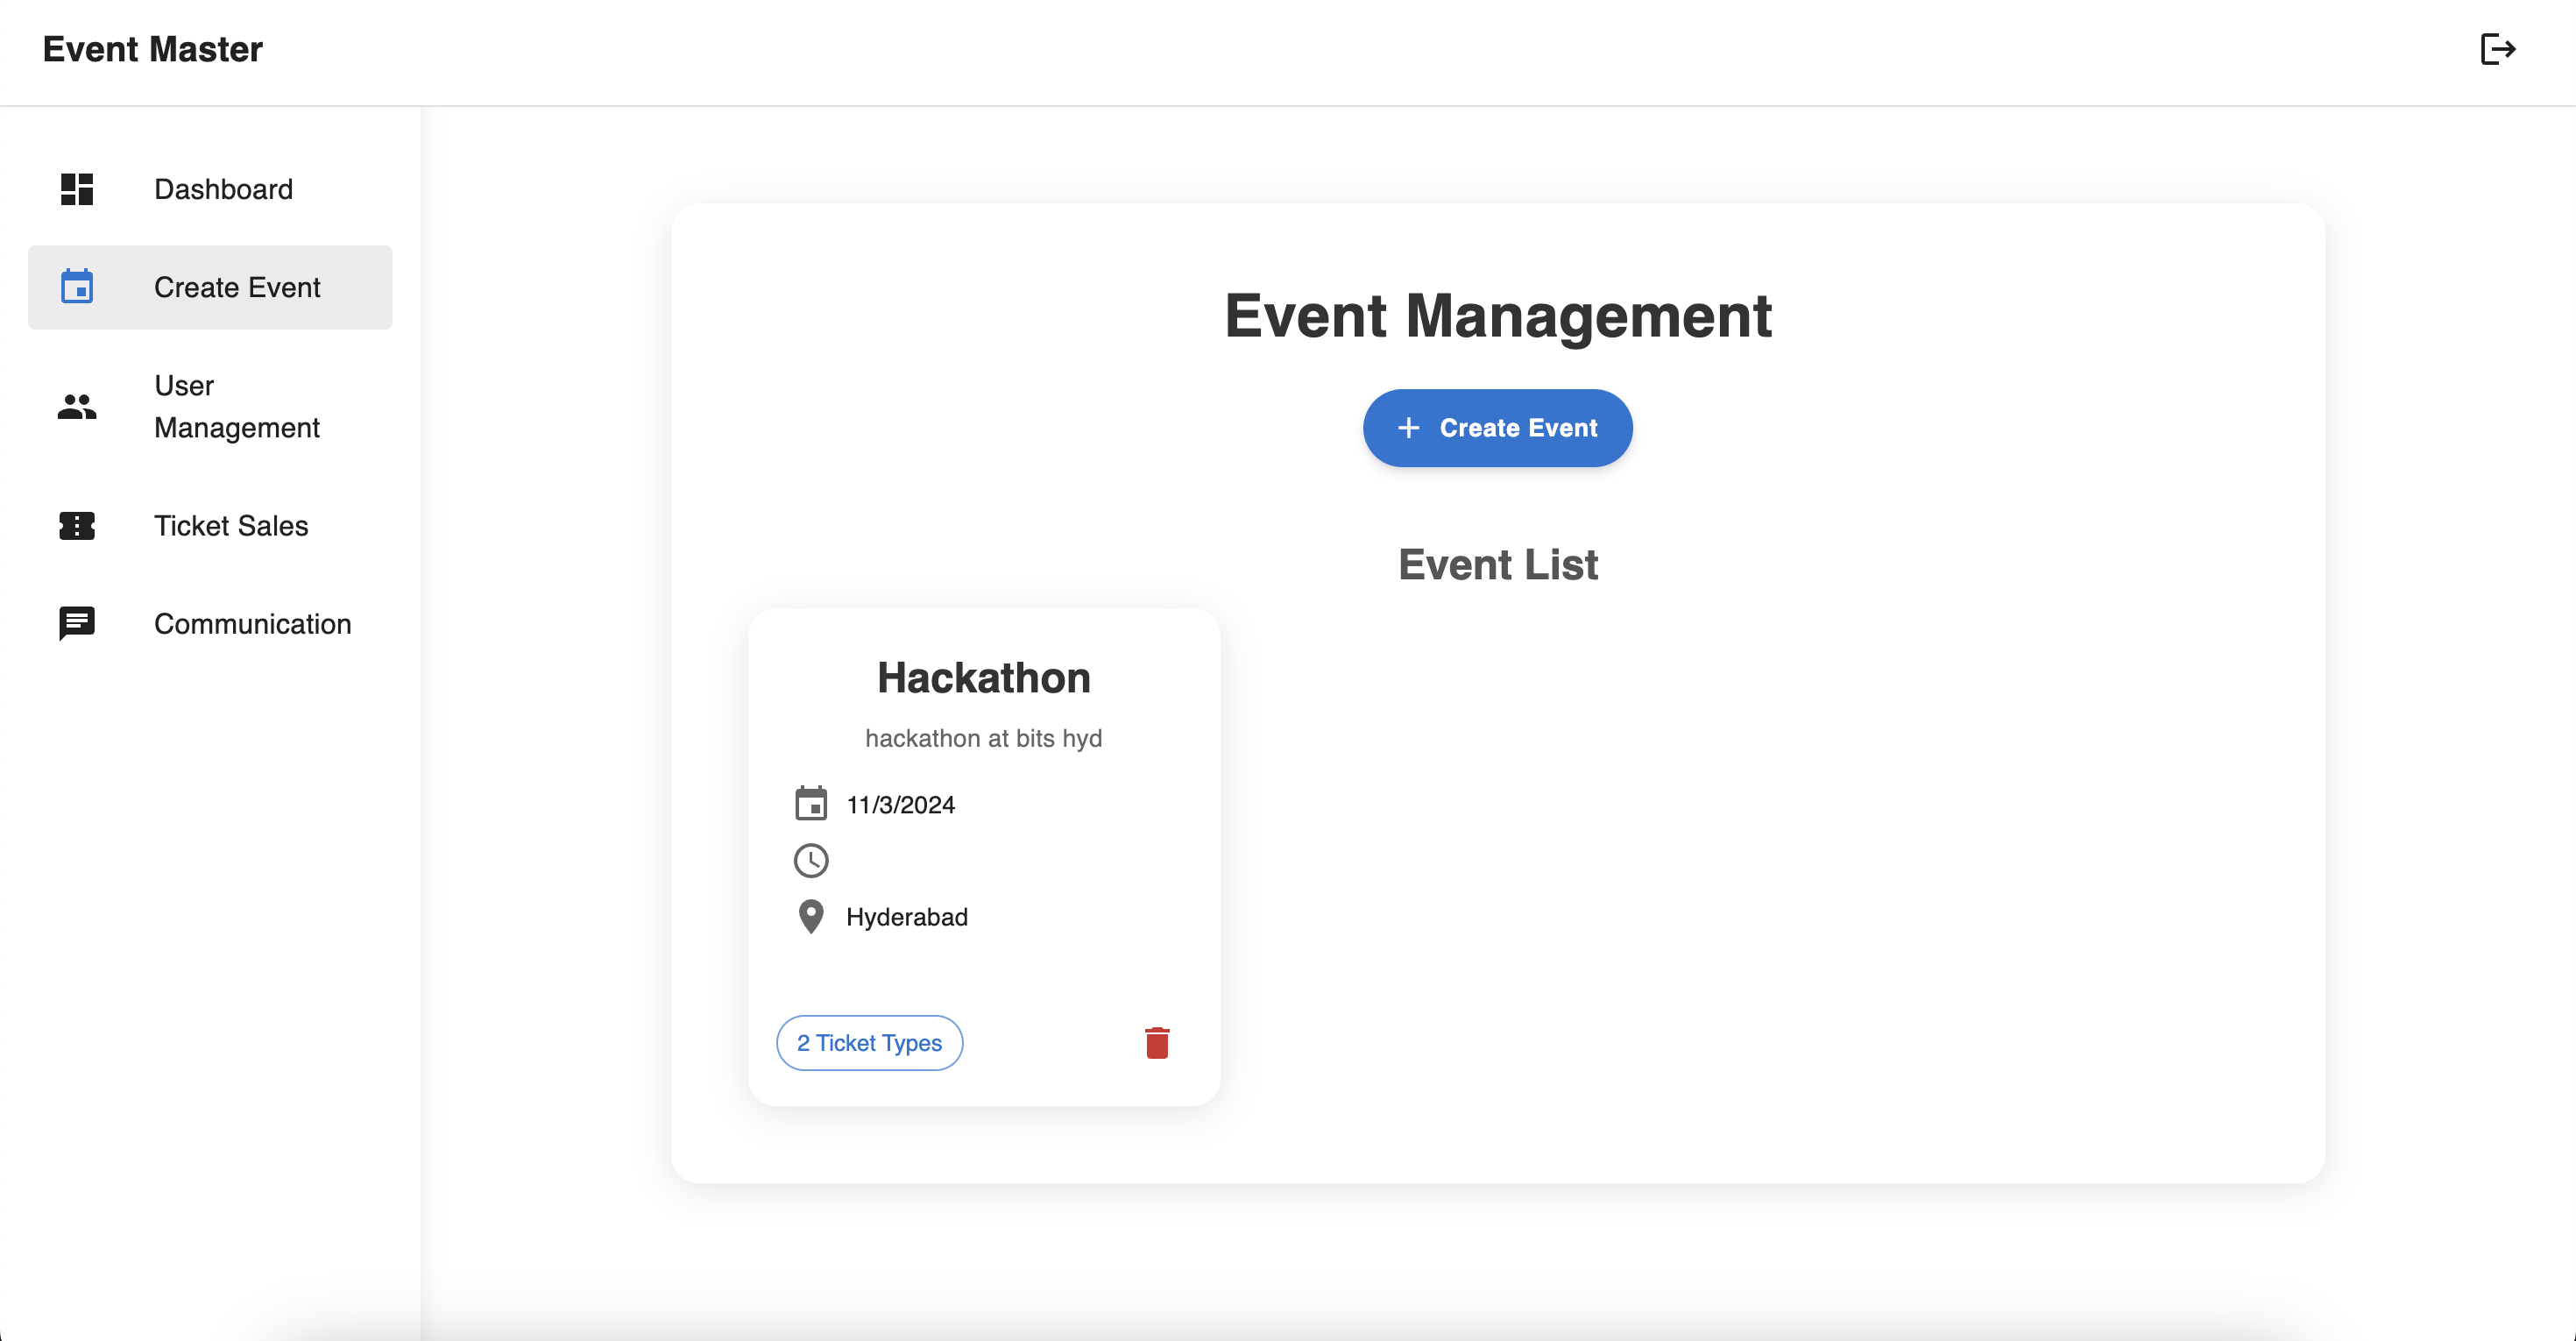 Event Master
Dashboard
Create Event
User
Management
Ticket Sales
Communication
Event Management
+ Create Event
Event List
Hackathon
hackathon at bits hyd
11/3/2024
Hyderabad
2 Ticket Types